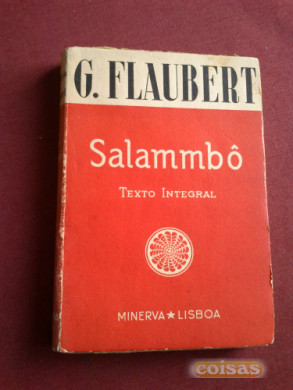 G. FLAUBERT
Salammbô
TEXTO INTEGRAL
MINERVA ★ LISBOA
coisas